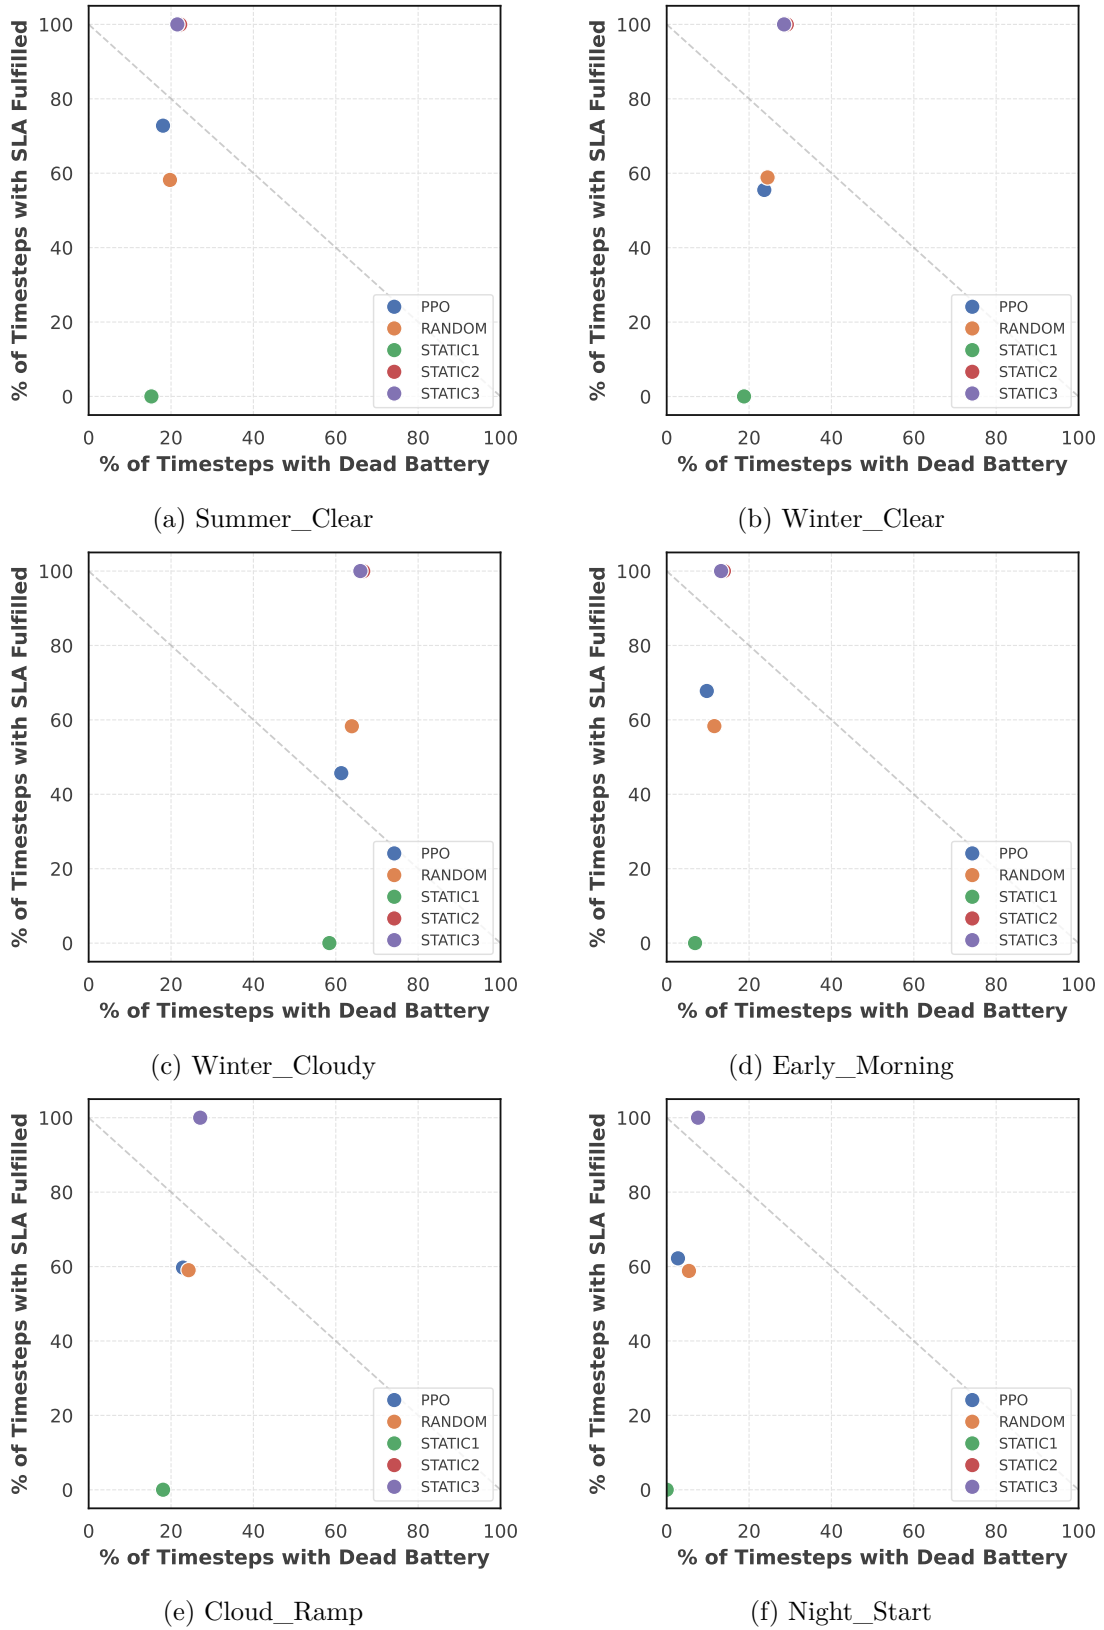 % of Timesteps with SLA Fulfilled
100
80
60
40
20
0
PPO
RANDOM
STATIC1
STATIC2
STATIC3
0 20 40 60 80 100
% of Timesteps with Dead Battery
(a) Summer_Clear
% of Timesteps with SLA Fulfilled
100
80
60
40
20
0
PPO
RANDOM
STATIC1
STATIC2
STATIC3
0 20 40 60 80 100
% of Timesteps with Dead Battery
(b) Winter_Clear
% of Timesteps with SLA Fulfilled
100
80
60
40
20
0
PPO
RANDOM
STATIC1
STATIC2
STATIC3
0 20 40 60 80 100
% of Timesteps with Dead Battery
(c) Winter_Cloudy
% of Timesteps with SLA Fulfilled
100
80
60
40
20
0
PPO
RANDOM
STATIC1
STATIC2
STATIC3
0 20 40 60 80 100
% of Timesteps with Dead Battery
(d) Early_Morning
% of Timesteps with SLA Fulfilled
100
80
60
40
20
0
PPO
RANDOM
STATIC1
STATIC2
STATIC3
0 20 40 60 80 100
% of Timesteps with Dead Battery
(e) Cloud_Ramp
% of Timesteps with SLA Fulfilled
100
80
60
40
20
0
PPO
RANDOM
STATIC1
STATIC2
STATIC3
0 20 40 60 80 100
% of Timesteps with Dead Battery
(f) Night_Start